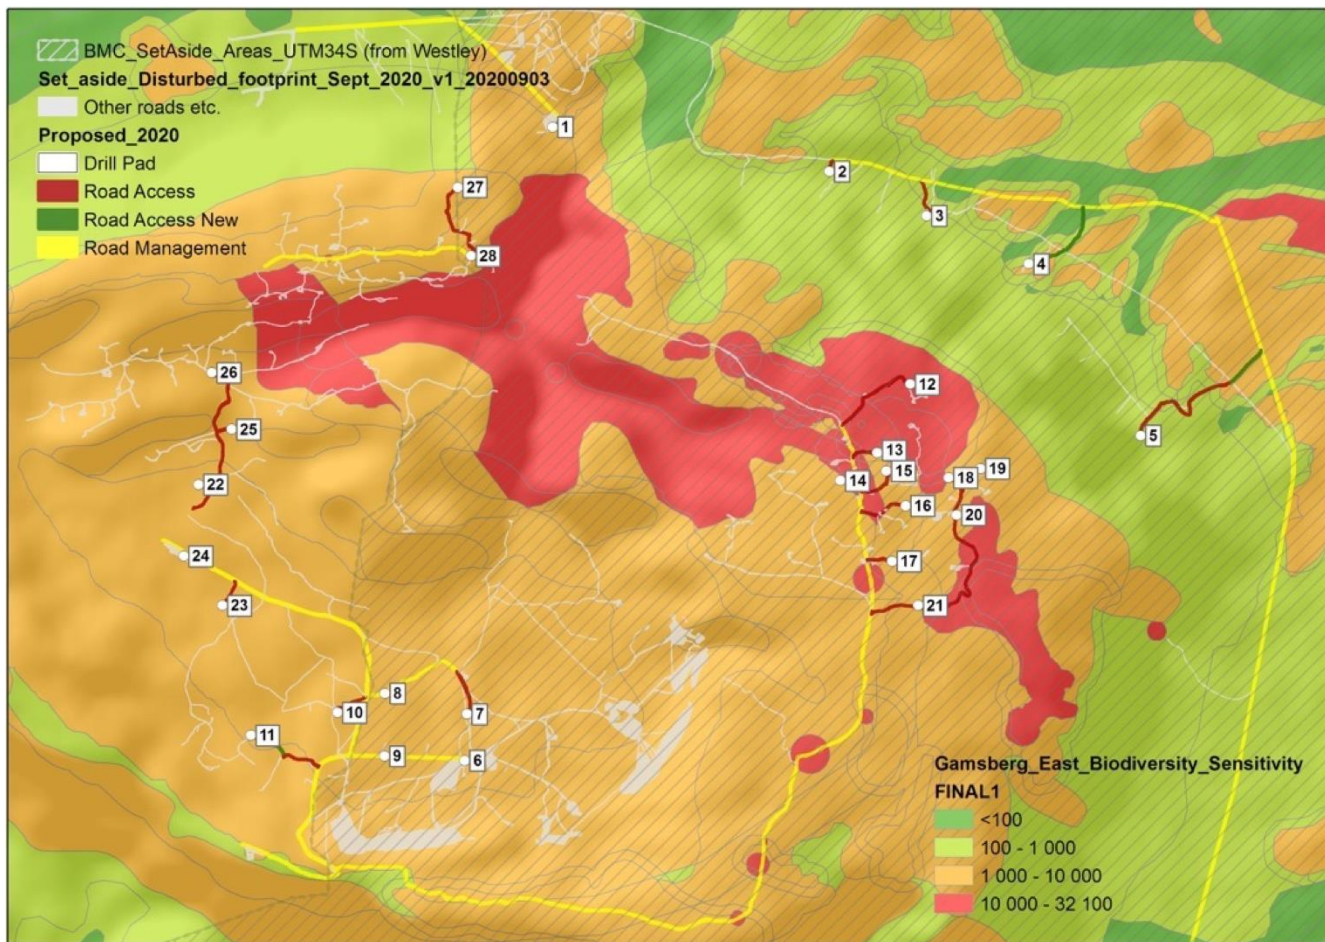 BMC_SetAside_Areas_UTM34S (from Westley)
Set_aside_Disturbed_footprint_Sept_2020_v1_20200903
Other roads etc.
Proposed_2020
Drill Pad
Road Access
Road Access New
Road Management
1
2
27
3
28
4
26
12
25
5
13
19
15
18
22
14
16
20
24
17
23
21
8
10
7
11
9
6
Gamsberg_East_Biodiversity_Sensitivity
FINAL1
<100
100 - 1 000
1 000 - 10 000
10 000 - 32 100